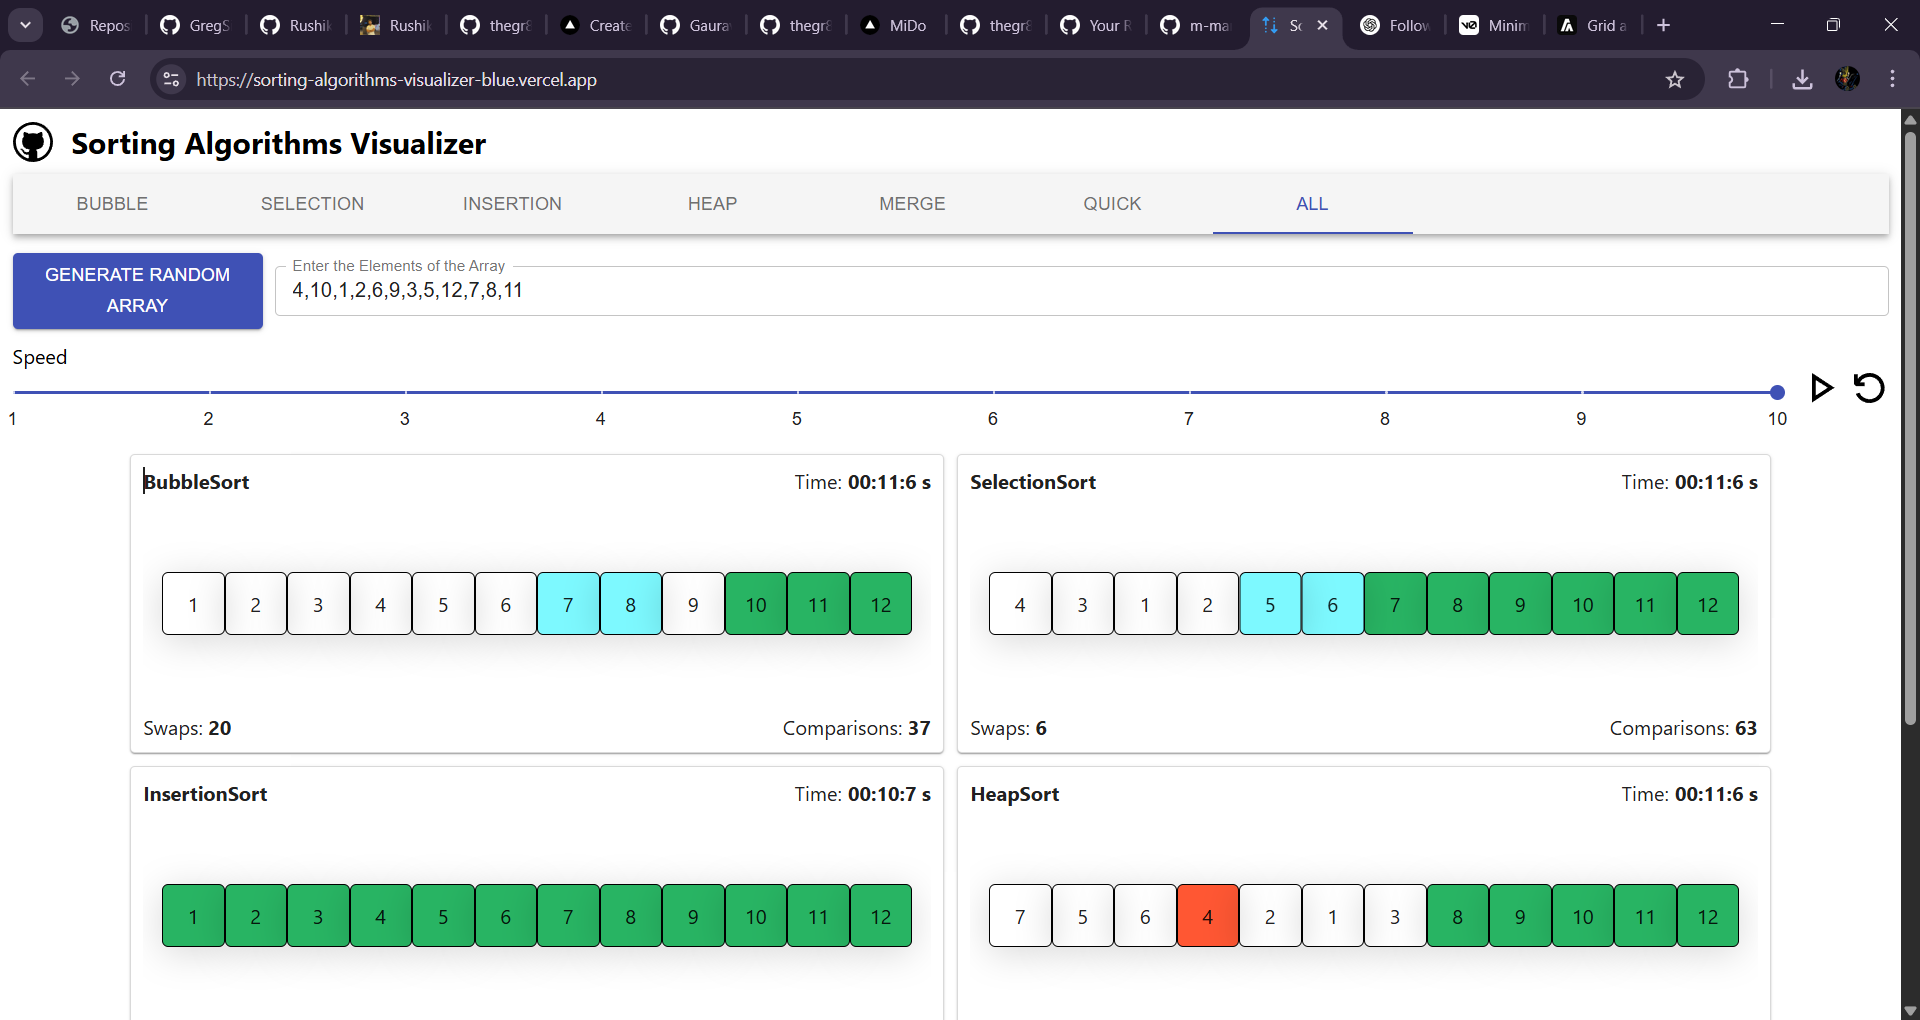 Repos GregS Rushik Rushik thegr8 Create Gaurav thegr8 MiDo thegr8 Your R m-ma So Follow Minim Grid a
https://sorting-algorithms-visualizer-blue.vercel.app
Sorting Algorithms Visualizer
BUBBLE SELECTION INSERTION HEAP MERGE QUICK ALL
GENERATE RANDOM
ARRAY
Enter the Elements of the Array
4,10,1,2,6,9,3,5,12,7,8,11
Speed
1 2 3 4 5 6 7 8 9 10
BubbleSort Time: 00:11:6 s
1 2 3 4 5 6 7 8 9 10 11 12
Swaps: 20 Comparisons: 37
SelectionSort Time: 00:11:6 s
4 3 1 2 5 6 7 8 9 10 11 12
Swaps: 6 Comparisons: 63
InsertionSort Time: 00:10:7 s
1 2 3 4 5 6 7 8 9 10 11 12
HeapSort Time: 00:11:6 s
7 5 6 4 2 1 3 8 9 10 11 12